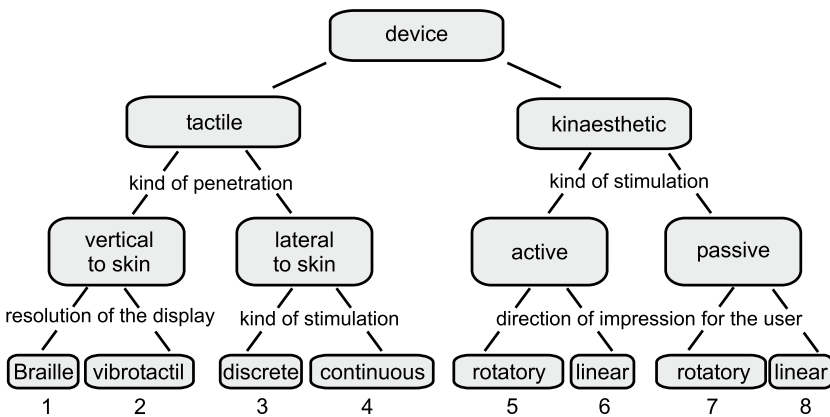 device
tactile
kinaesthetic
kind of penetration
kind of stimulation
vertical
to skin
lateral
to skin
active
passive
resolution of the display
kind of stimulation
direction of impression for the user
Braille
vibrotactil
discrete
continuous
rotatory
linear
rotatory
linear
1
2
3
4
5
6
7
8